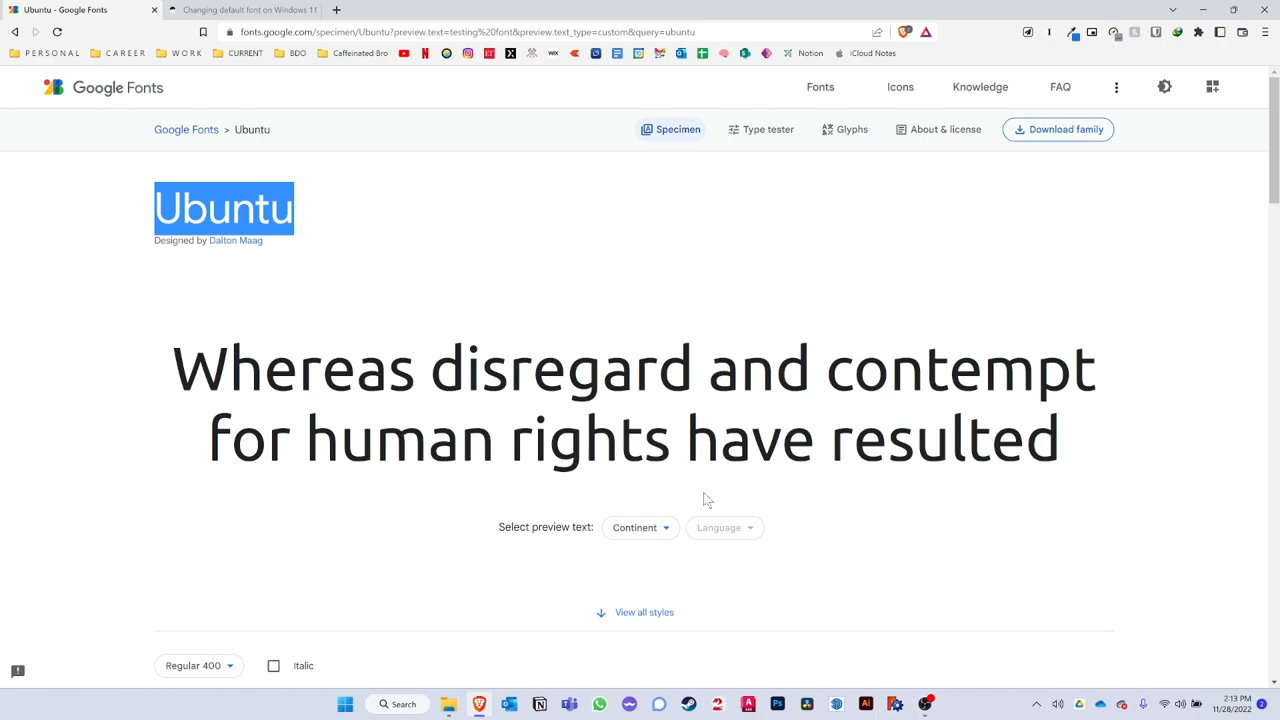 Ubuntu - Google Fonts
Changing default font on Windows 11
fonts.google.com/specimen/Ubuntu?preview.text=testing%20font&preview.text_type=custom&query=ubuntu
PERSONAL CAREER WORK CURRENT BDO Caffeinated Bro Notion iCloud Notes
Google Fonts
Fonts Icons Knowledge FAQ
Google Fonts > Ubuntu
Specimen Type tester Glyphs About & license Download family
Ubuntu
Designed by Dalton Maag
Whereas disregard and contempt
for human rights have resulted
Select preview text: Continent Language
View all styles
Regular 400 Italic
Search
2:13 PM
11/28/2022